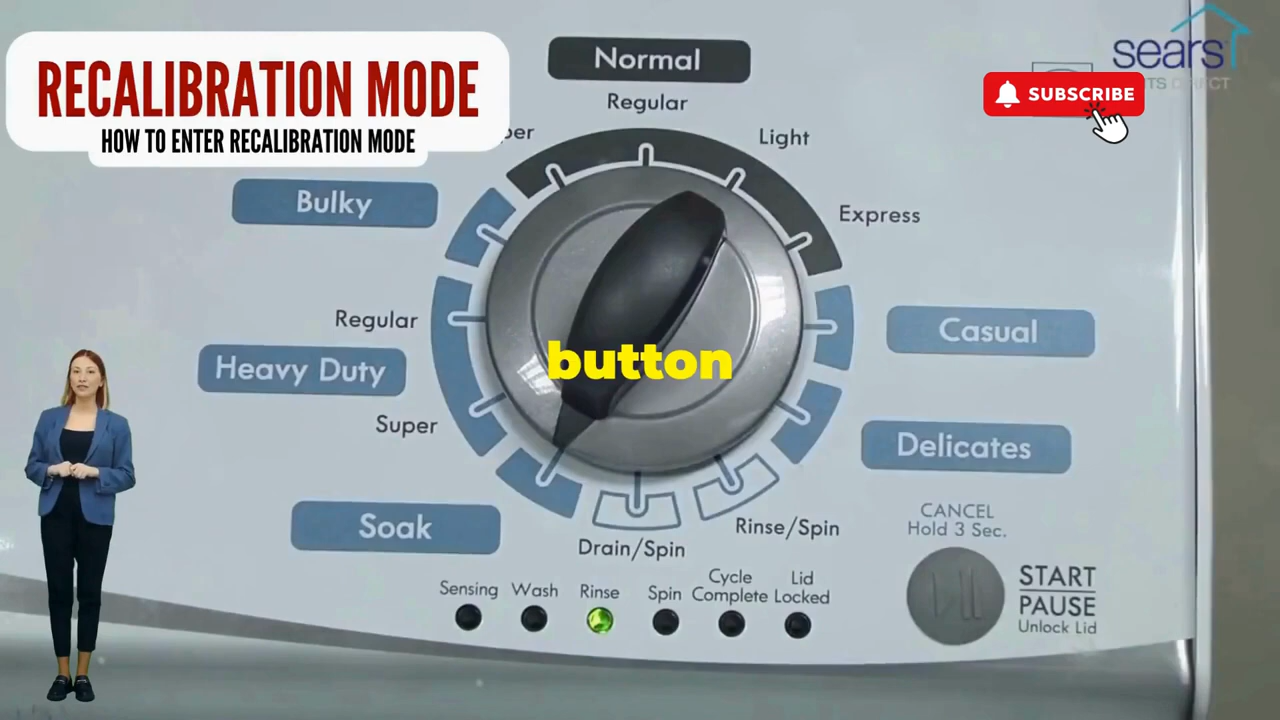 RECALIBRATION MODE
HOW TO ENTER RECALIBRATION MODE
sears
DIRECT
SUBSCRIBE
Normal
Regular
Light
Express
Bulky
Regular
Heavy Duty
Super
Casual
Delicates
button
Soak
Drain/Spin
Rinse/Spin
CANCEL
Hold 3 Sec.
Sensing
Wash
Rinse
Spin
Cycle
Complete
Lid
Locked
START
PAUSE
Unlock Lid